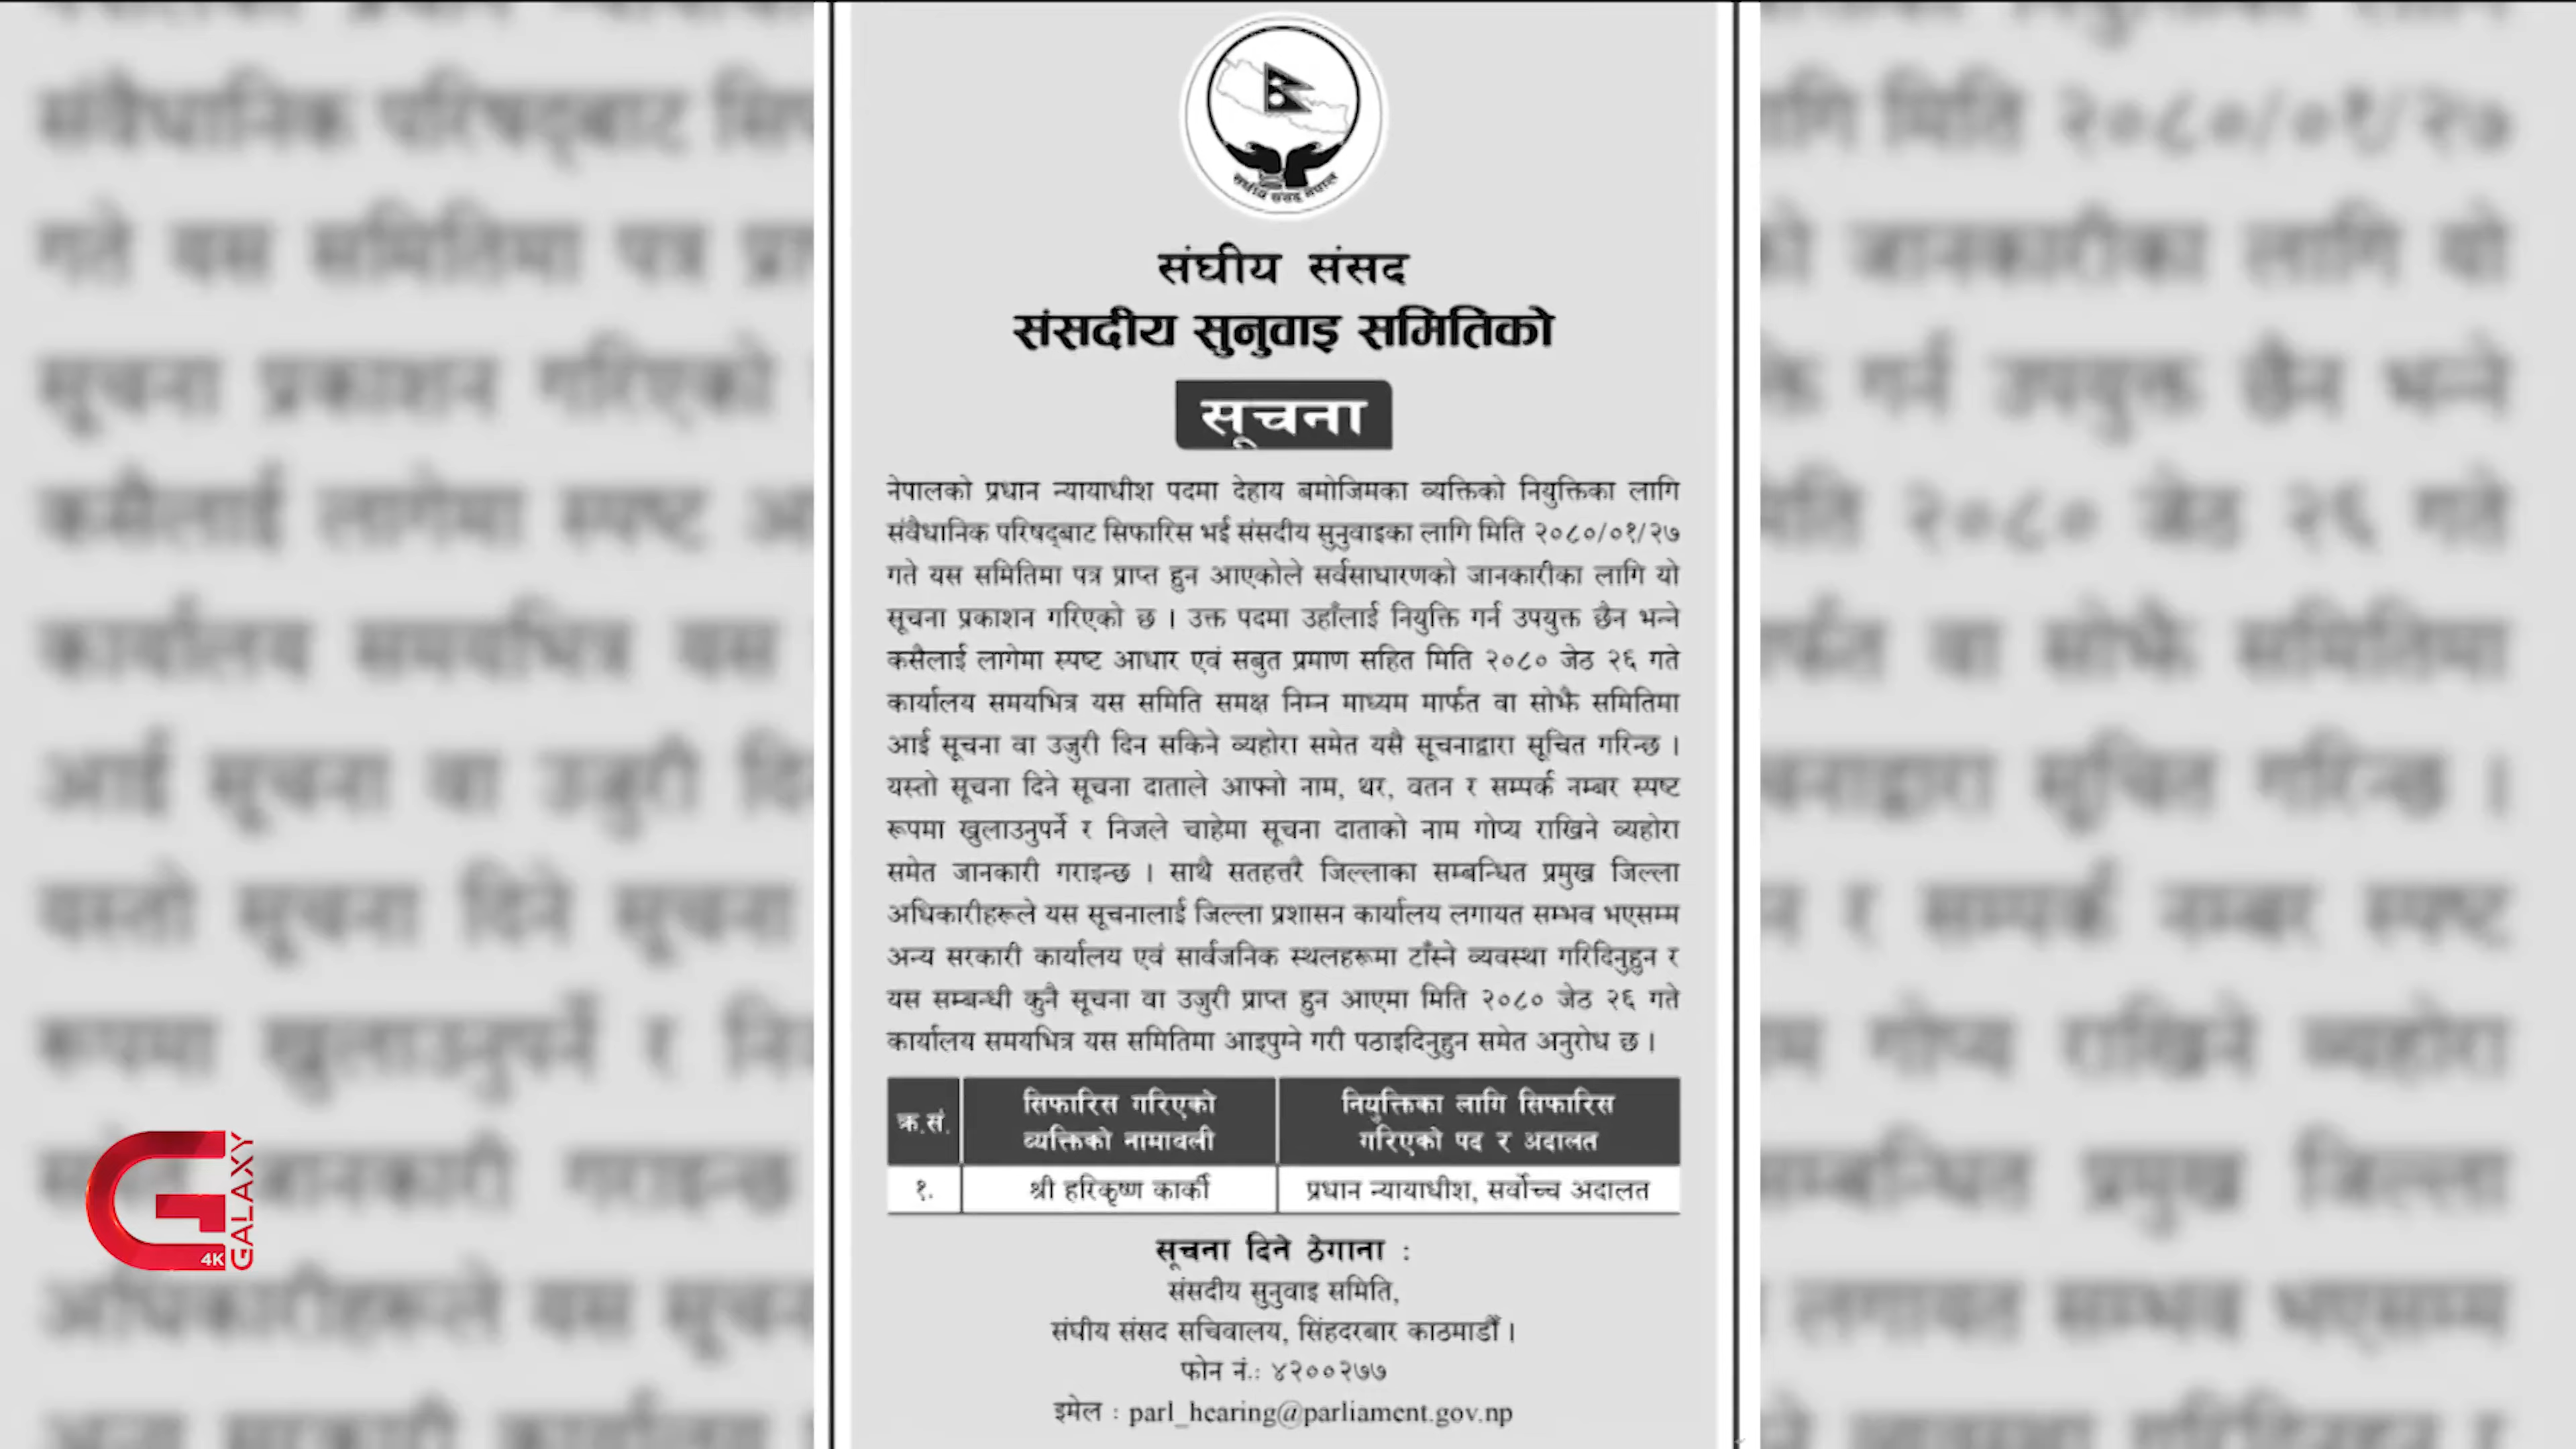 संघीय संसद नेपाल
संघीय संसद
संसदीय सुनुवाइ समितिको
सूचना
नेपालको प्रधान न्यायाधीश पदमा देहाय बमोजिमका व्यक्तिको नियुक्तिका लागि
संवैधानिक परिषद्बाट सिफारिस भई संसदीय सुनुवाइका लागि मिति २०८०/०१/२७
गते यस समितिमा पत्र प्राप्त हुन आएकोले सर्वसाधारणको जानकारीका लागि यो
सूचना प्रकाशन गरिएको छ । उक्त पदमा उहाँलाई नियुक्ति गर्न उपयुक्त छैन भन्ने
कसैलाई लागेमा स्पष्ट आधार एवं सबुत प्रमाण सहित मिति २०८० जेठ २६ गते
कार्यालय समयभित्र यस समिति समक्ष निम्न माध्यम मार्फत वा सोझै समितिमा
आई सूचना वा उजुरी दिन सकिने व्यहोरा समेत यसै सूचनाद्वारा सूचित गरिन्छ ।
यस्तो सूचना दिने सूचना दाताले आफ्नो नाम, थर, वतन र सम्पर्क नम्बर स्पष्ट
रूपमा खुलाउनुपर्ने र निजले चाहेमा सूचना दाताको नाम गोप्य राखिने व्यहोरा
समेत जानकारी गराइन्छ । साथै सतहत्तरै जिल्लाका सम्बन्धित प्रमुख जिल्ला
अधिकारीहरूले यस सूचनालाई जिल्ला प्रशासन कार्यालय लगायत सम्भव भएसम्म
अन्य सरकारी कार्यालय एवं सार्वजनिक स्थलहरूमा टाँस्ने व्यवस्था गरिदिनुहुन र
यस सम्बन्धी कुनै सूचना वा उजुरी प्राप्त हुन आएमा मिति २०८० जेठ २६ गते
कार्यालय समयभित्र यस समितिमा आइपुग्ने गरी पठाइदिनुहुन समेत अनुरोध छ ।
क्र.सं.
सिफारिस गरिएको
व्यक्तिको नामावली
नियुक्तिका लागि सिफारिस
गरिएको पद र अदालत
१.
श्री हरिकृष्ण कार्की
प्रधान न्यायाधीश, सर्वोच्च अदालत
सूचना दिने ठेगाना :
संसदीय सुनुवाइ समिति,
संघीय संसद सचिवालय, सिंहदरबार काठमाडौं ।
फोन नं.: ४२००२७७
इमेल : parl_hearing@parliament.gov.np
G GALAXY
4K